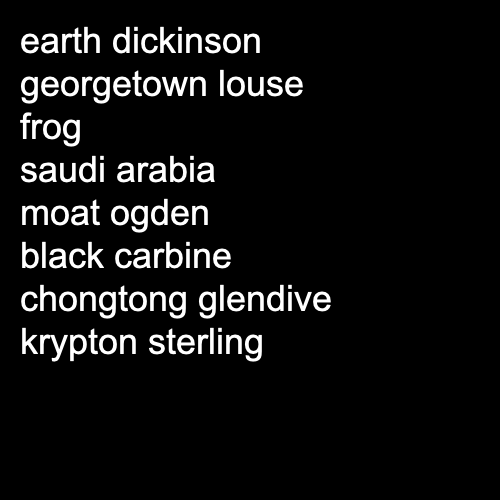 earth dickinson
georgetown louse
frog
saudi arabia
moat ogden
black carbine
chongtong glendive
krypton sterling